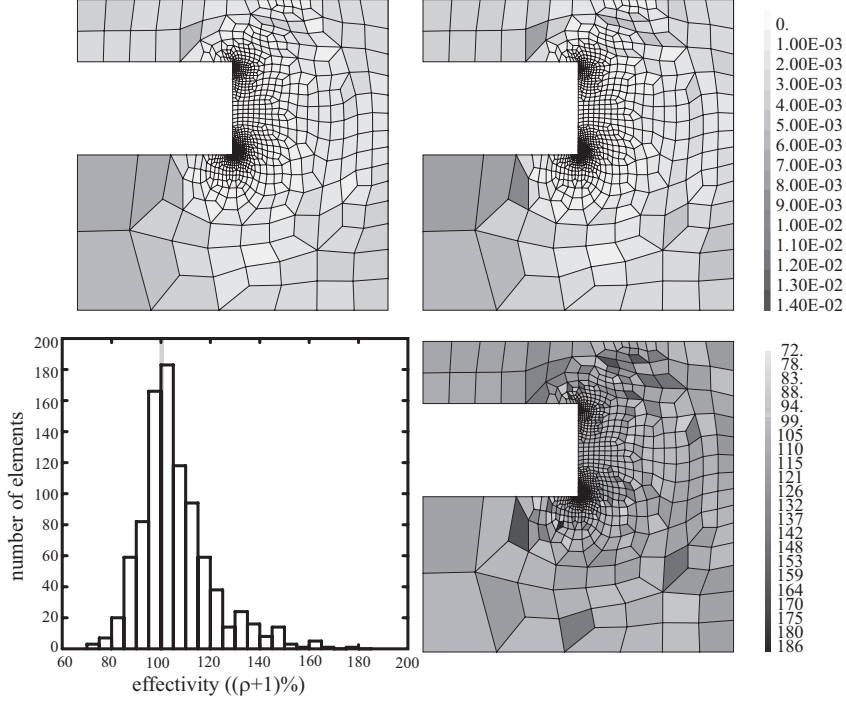 0.
1.00E-03
2.00E-03
3.00E-03
4.00E-03
5.00E-03
6.00E-03
7.00E-03
8.00E-03
9.00E-03
1.00E-02
1.10E-02
1.20E-02
1.30E-02
1.40E-02
200
180
160
140
120
100
80
60
40
20
0
number of elements
60 80 100 120 140 160 180 200
effectivity ((ρ+1)%)
72.
78.
83.
88.
94.
99.
105
110
115
121
126
132
137
142
148
153
159
164
170
175
180
186